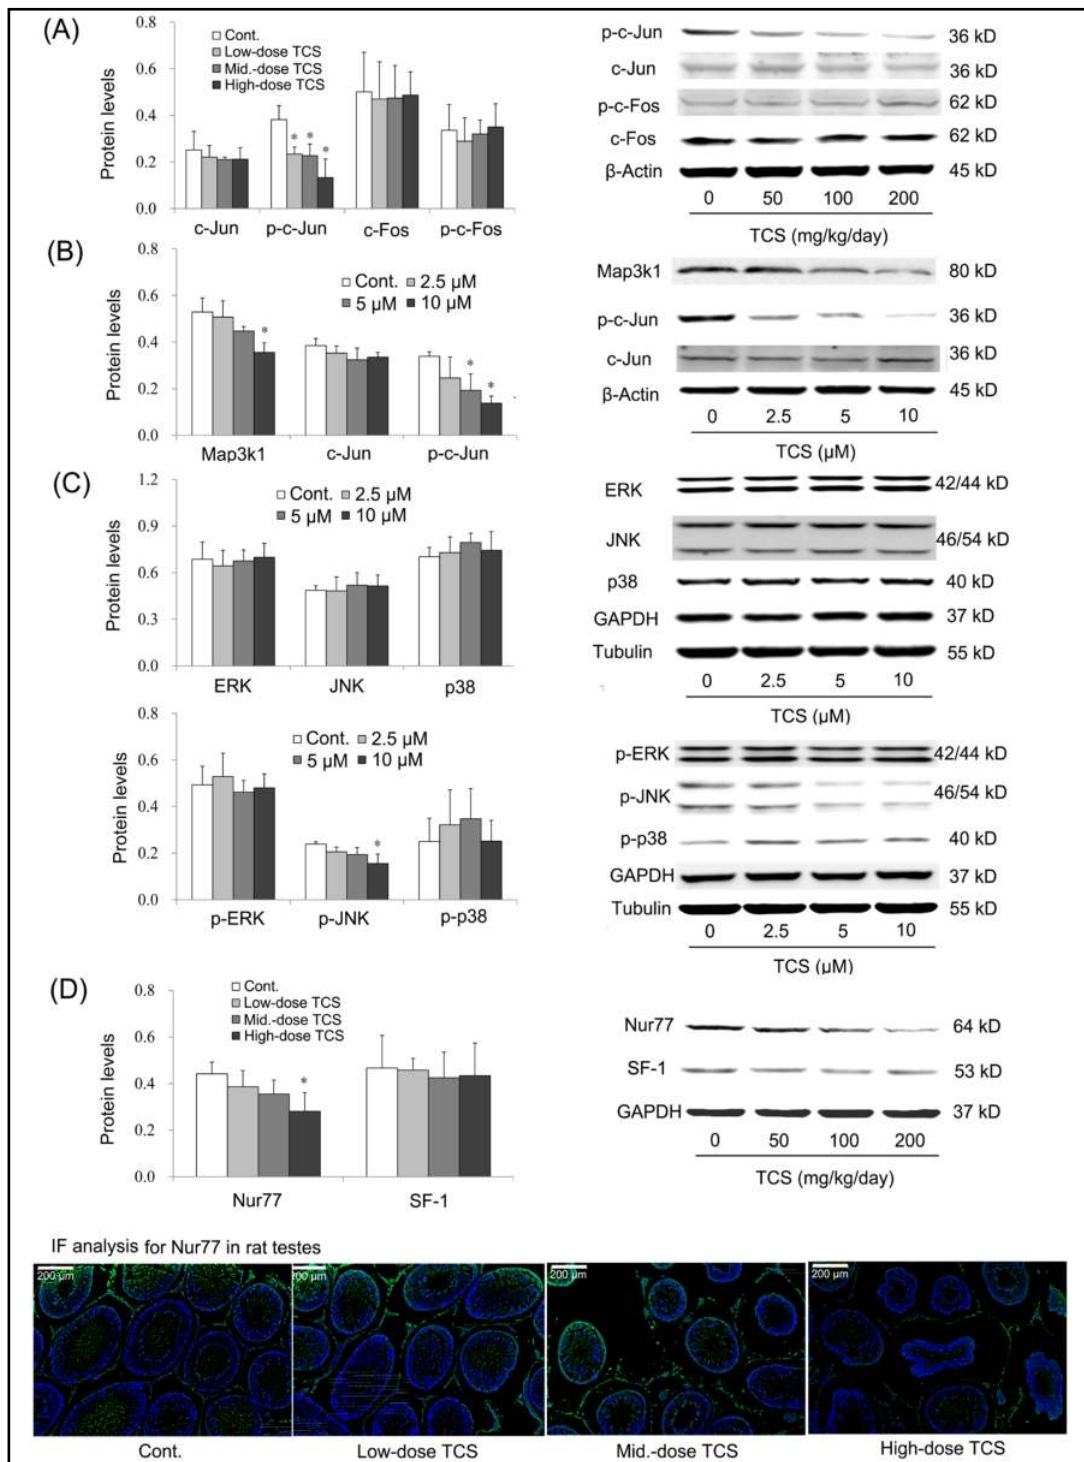 (A)
0.8
0.6
0.4
0.2
0.0
Protein levels
Cont.
Low-dose TCS
Mid.-dose TCS
High-dose TCS
* * *
c-Jun p-c-Jun c-Fos p-c-Fos
p-c-Jun 36 kD
c-Jun 36 kD
p-c-Fos 62 kD
c-Fos 62 kD
β-Actin 45 kD
0 50 100 200
TCS (mg/kg/day)
(B)
0.8
0.6
0.4
0.2
0.0
Protein levels
Cont. 2.5 µM
5 µM 10 µM
* * *
Map3k1 c-Jun p-c-Jun
Map3k1 80 kD
p-c-Jun 36 kD
c-Jun 36 kD
β-Actin 45 kD
0 2.5 5 10
TCS (µM)
(C)
1.2
0.9
0.6
0.3
0.0
Protein levels
Cont. 2.5 µM
5 µM 10 µM
ERK JNK p38
ERK 42/44 kD
JNK 46/54 kD
p38 40 kD
GAPDH 37 kD
Tubulin 55 kD
0 2.5 5 10
TCS (µM)
0.8
0.6
0.4
0.2
0.0
Protein levels
Cont. 2.5 µM
5 µM 10 µM
*
p-ERK p-JNK p-p38
p-ERK 42/44 kD
p-JNK 46/54 kD
p-p38 40 kD
GAPDH 37 kD
Tubulin 55 kD
0 2.5 5 10
TCS (µM)
(D)
0.8
0.6
0.4
0.2
0.0
Protein levels
Cont.
Low-dose TCS
Mid.-dose TCS
High-dose TCS
*
Nur77 SF-1
Nur77 64 kD
SF-1 53 kD
GAPDH 37 kD
0 50 100 200
TCS (mg/kg/day)
IF analysis for Nur77 in rat testes
200 µm 200 µm 200 µm 200 µm
Cont. Low-dose TCS Mid.-dose TCS High-dose TCS